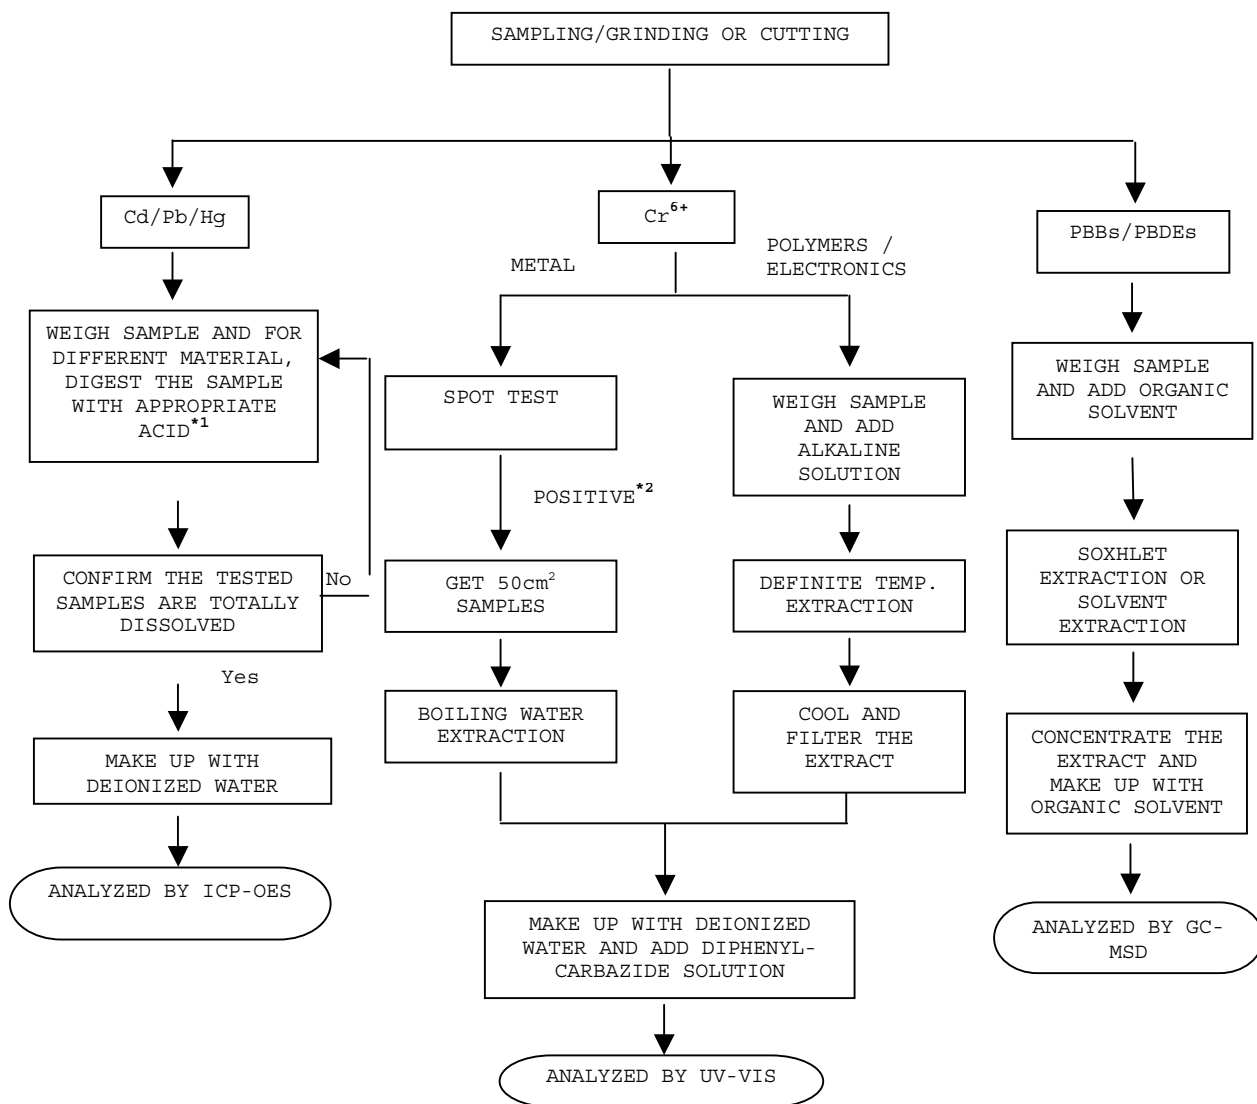 SAMPLING/GRINDING OR CUTTING
Cd/Pb/Hg
Cr⁶⁺
PBBs/PBDEs
METAL
POLYMERS /
ELECTRONICS
WEIGH SAMPLE AND FOR
DIFFERENT MATERIAL,
DIGEST THE SAMPLE
WITH APPROPRIATE
ACID*1
SPOT TEST
WEIGH SAMPLE
AND ADD
ALKALINE
SOLUTION
WEIGH SAMPLE
AND ADD ORGANIC
SOLVENT
POSITIVE*2
CONFIRM THE TESTED
SAMPLES ARE TOTALLY
DISSOLVED
No
Yes
GET 50cm²
SAMPLES
DEFINITE TEMP.
EXTRACTION
SOXHLET
EXTRACTION OR
SOLVENT
EXTRACTION
MAKE UP WITH
DEIONIZED WATER
BOILING WATER
EXTRACTION
COOL AND
FILTER THE
EXTRACT
CONCENTRATE THE
EXTRACT AND
MAKE UP WITH
ORGANIC SOLVENT
ANALYZED BY ICP-OES
MAKE UP WITH DEIONIZED
WATER AND ADD DIPHENYL-
CARBAZIDE SOLUTION
ANALYZED BY GC-
MSD
ANALYZED BY UV-VIS